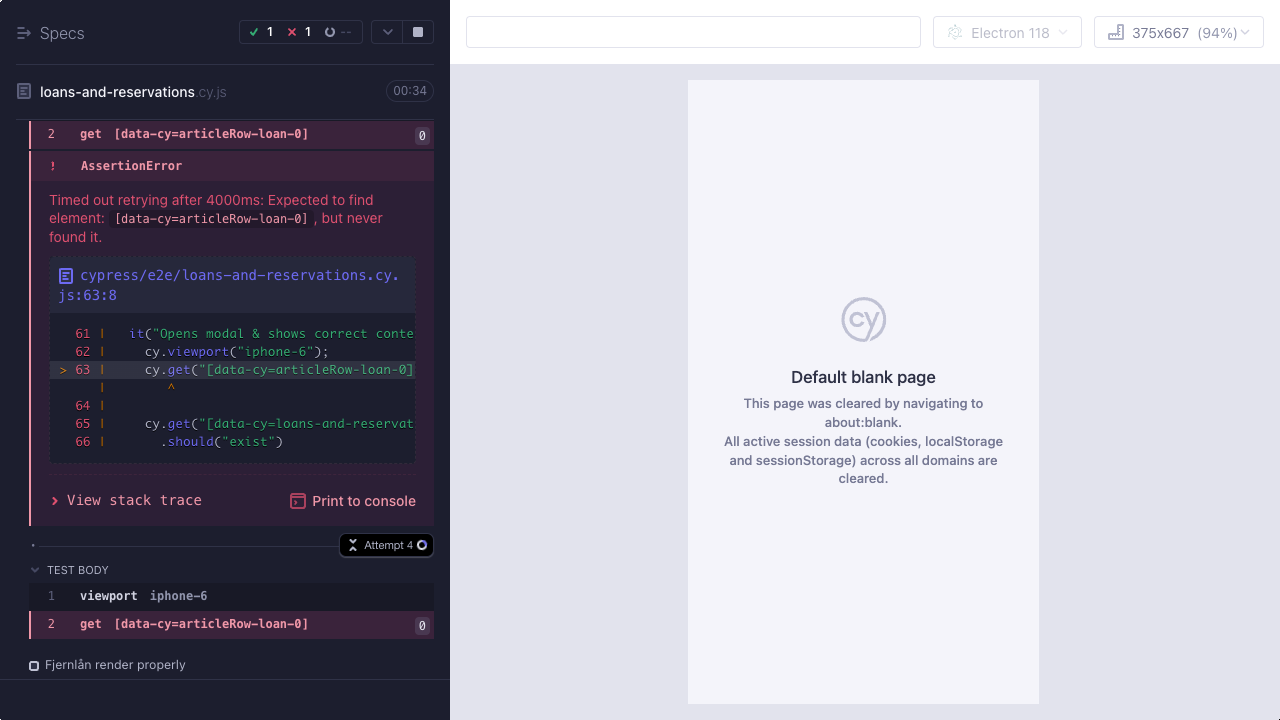 Specs
1
1
--
loans-and-reservations.cy.js
00:34
2 get [data-cy=articleRow-loan-0] 0
! AssertionError
Timed out retrying after 4000ms: Expected to find
element: [data-cy=articleRow-loan-0], but never
found it.
cypress/e2e/loans-and-reservations.cy.
js:63:8
61 | it("Opens modal & shows correct conte
62 | cy.viewport("iphone-6");
> 63 | cy.get("[data-cy=articleRow-loan-0]
| ^
64 |
65 | cy.get("[data-cy=loans-and-reservat
66 | .should("exist")
> View stack trace
Print to console
Attempt 4
TEST BODY
1 viewport iphone-6
2 get [data-cy=articleRow-loan-0] 0
Fjernlån render properly
Electron 118
375x667 (94%)
cy
Default blank page
This page was cleared by navigating to
about:blank.
All active session data (cookies, localStorage
and sessionStorage) across all domains are
cleared.